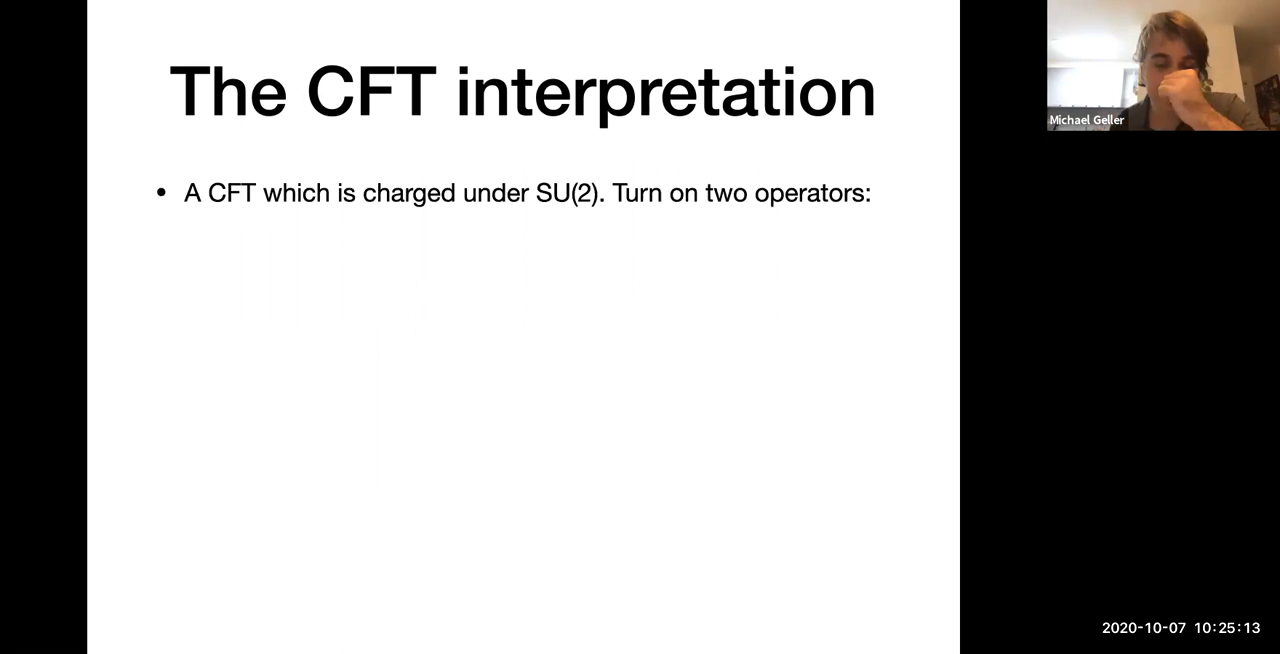 The CFT interpretation
• A CFT which is charged under SU(2). Turn on two operators:
Michael Geller
2020-10-07 10:25:13